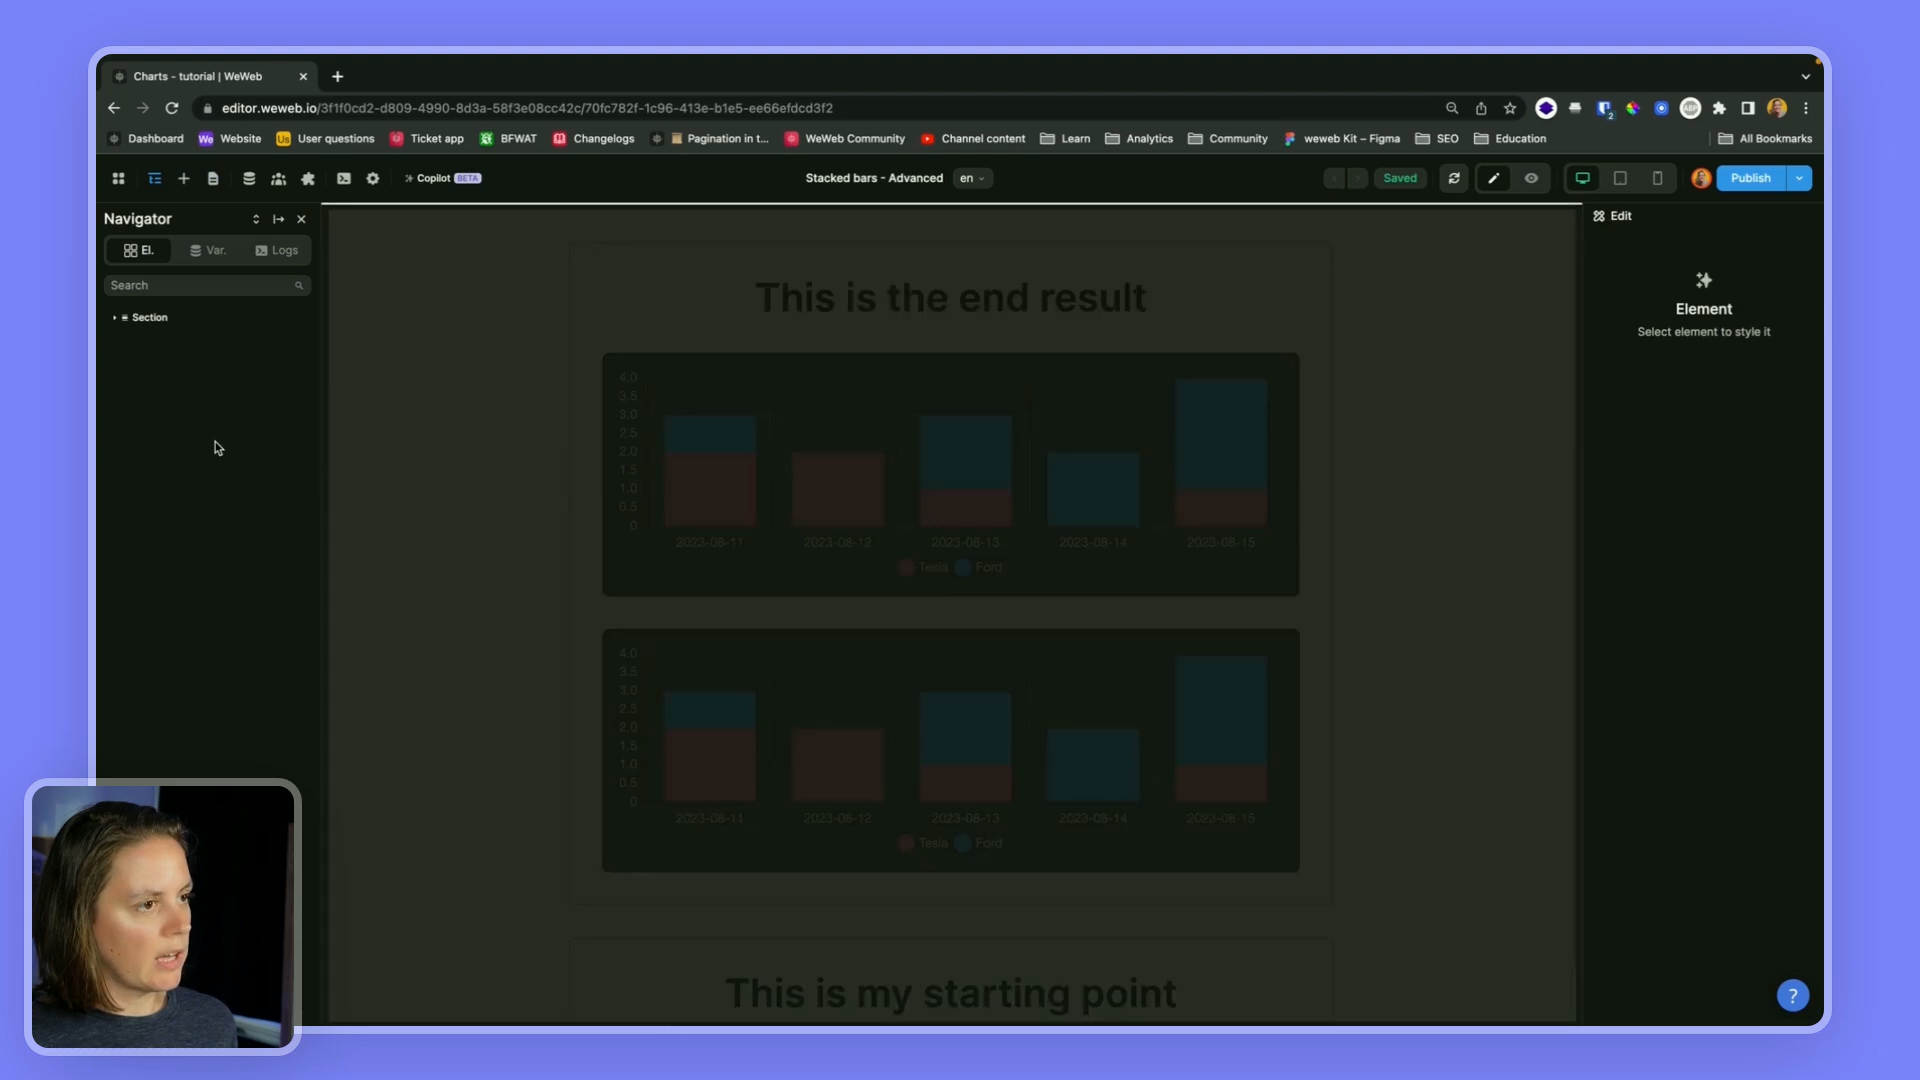 Charts - tutorial | WeWeb
editor.weweb.io/3f1f0cd2-d809-4990-8d3a-58f3e08cc42c/70fc782f-1c96-413e-b1e5-ee66efdcd3f2
Dashboard We Website Us User questions Ticket app BFWAT Changelogs Pagination in t... WeWeb Community Channel content Learn Analytics Community weweb Kit – Figma SEO Education All Bookmarks
Copilot BETA Stacked bars - Advanced en Saved Publish
Navigator
El. Var. Logs
Search
Section
Edit
Element
Select element to style it
This is the end result
4.0
3.5
3.0
2.5
2.0
1.5
1.0
0.5
0
2023-08-11 2023-08-12 2023-08-13 2023-08-14 2023-08-15
Tesla Ford
4.0
3.5
3.0
2.5
2.0
1.5
1.0
0.5
0
2023-08-11 2023-08-12 2023-08-13 2023-08-14 2023-08-15
Tesla Ford
This is my starting point
?